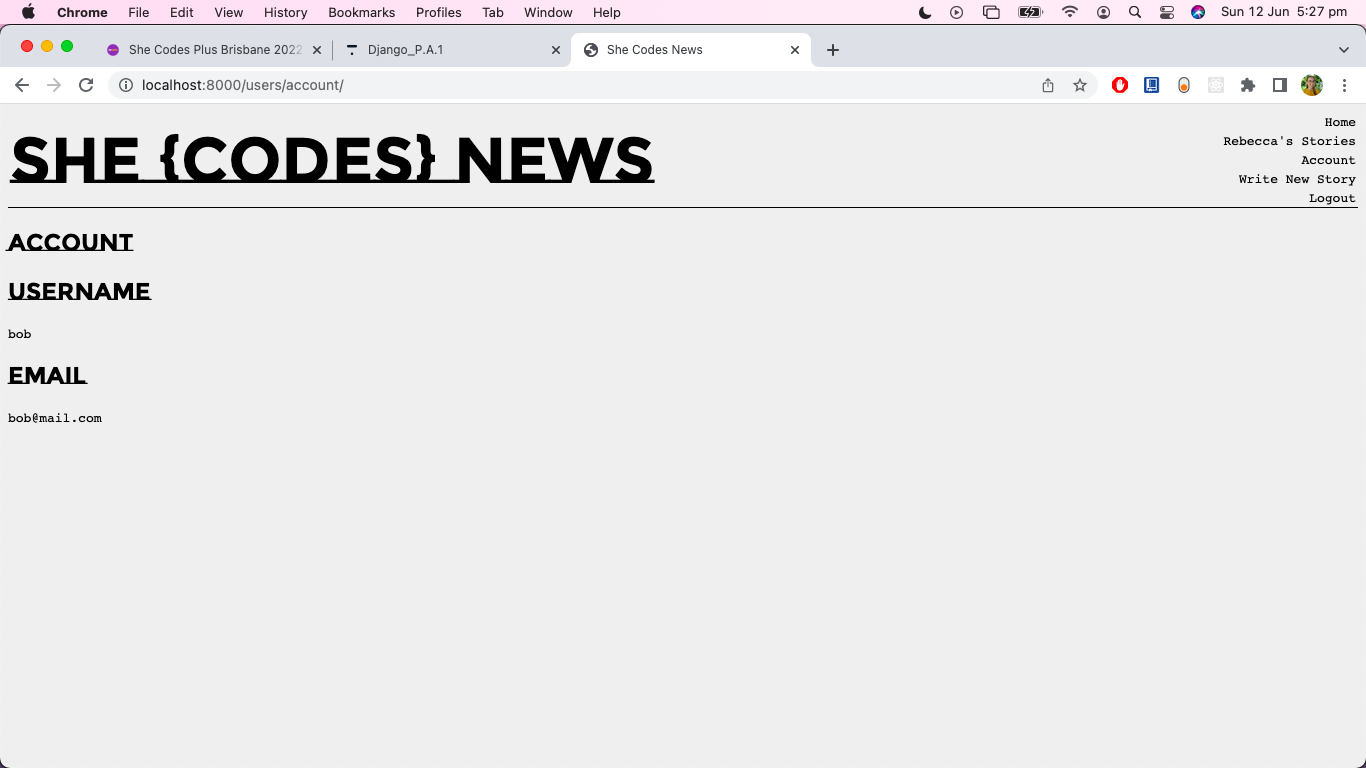 Chrome File Edit View History Bookmarks Profiles Tab Window Help Sun 12 Jun 5:27 pm
She Codes Plus Brisbane 2022 Django_P.A.1 She Codes News
localhost:8000/users/account/
SHE {CODES} NEWS
Home
Rebecca's Stories
Account
Write New Story
Logout
ACCOUNT
USERNAME
bob
EMAIL
bob@mail.com